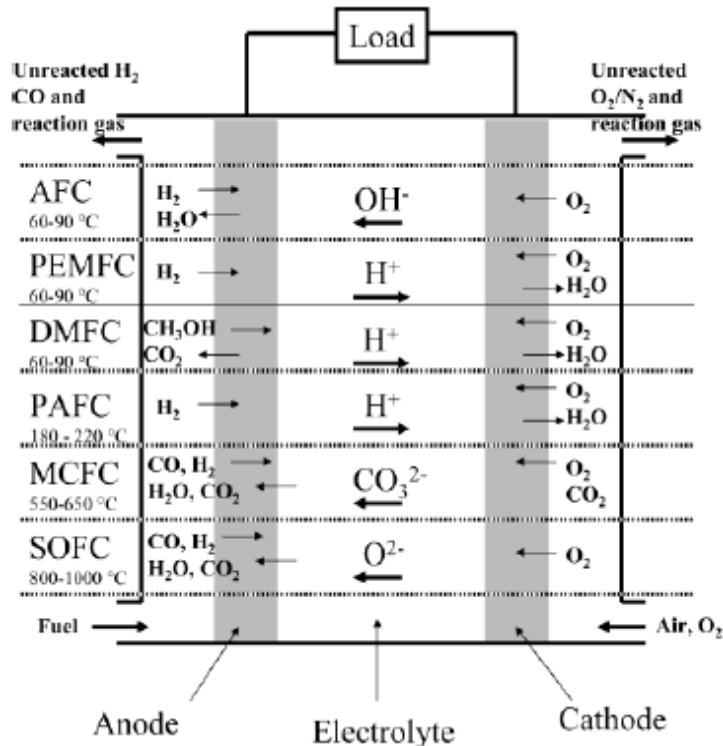 Load
Unreacted H₂
CO and
reaction gas
Unreacted
O₂/N₂ and
reaction gas
AFC
60-90 °C
H₂
H₂O
OH⁻
O₂
PEMFC
60-90 °C
H₂
H⁺
O₂
H₂O
DMFC
60-90 °C
CH₃OH
CO₂
H⁺
O₂
H₂O
PAFC
180 - 220 °C
H₂
H⁺
O₂
H₂O
MCFC
550-650 °C
CO, H₂
H₂O, CO₂
CO₃²⁻
O₂
CO₂
SOFC
800-1000 °C
CO, H₂
H₂O, CO₂
O²⁻
O₂
Fuel
Air, O₂
Anode
Electrolyte
Cathode